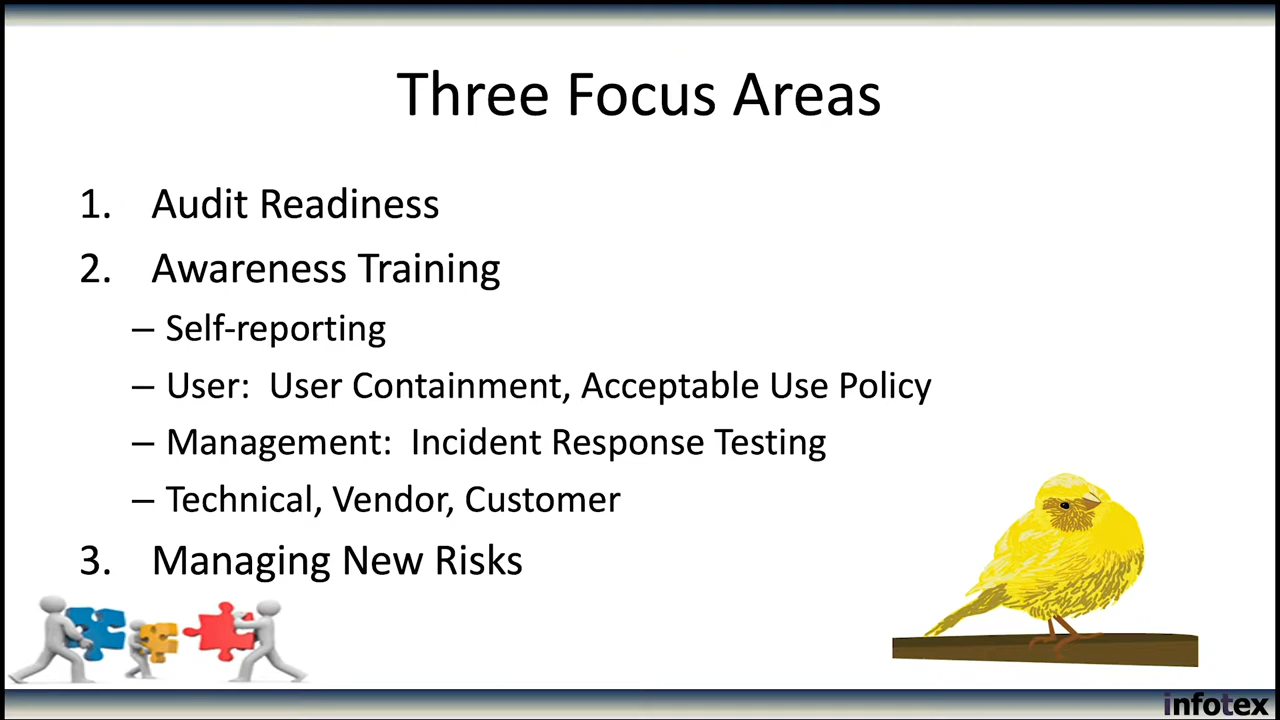 Three Focus Areas
1. Audit Readiness
2. Awareness Training
– Self-reporting
– User: User Containment, Acceptable Use Policy
– Management: Incident Response Testing
– Technical, Vendor, Customer
3. Managing New Risks
infotex